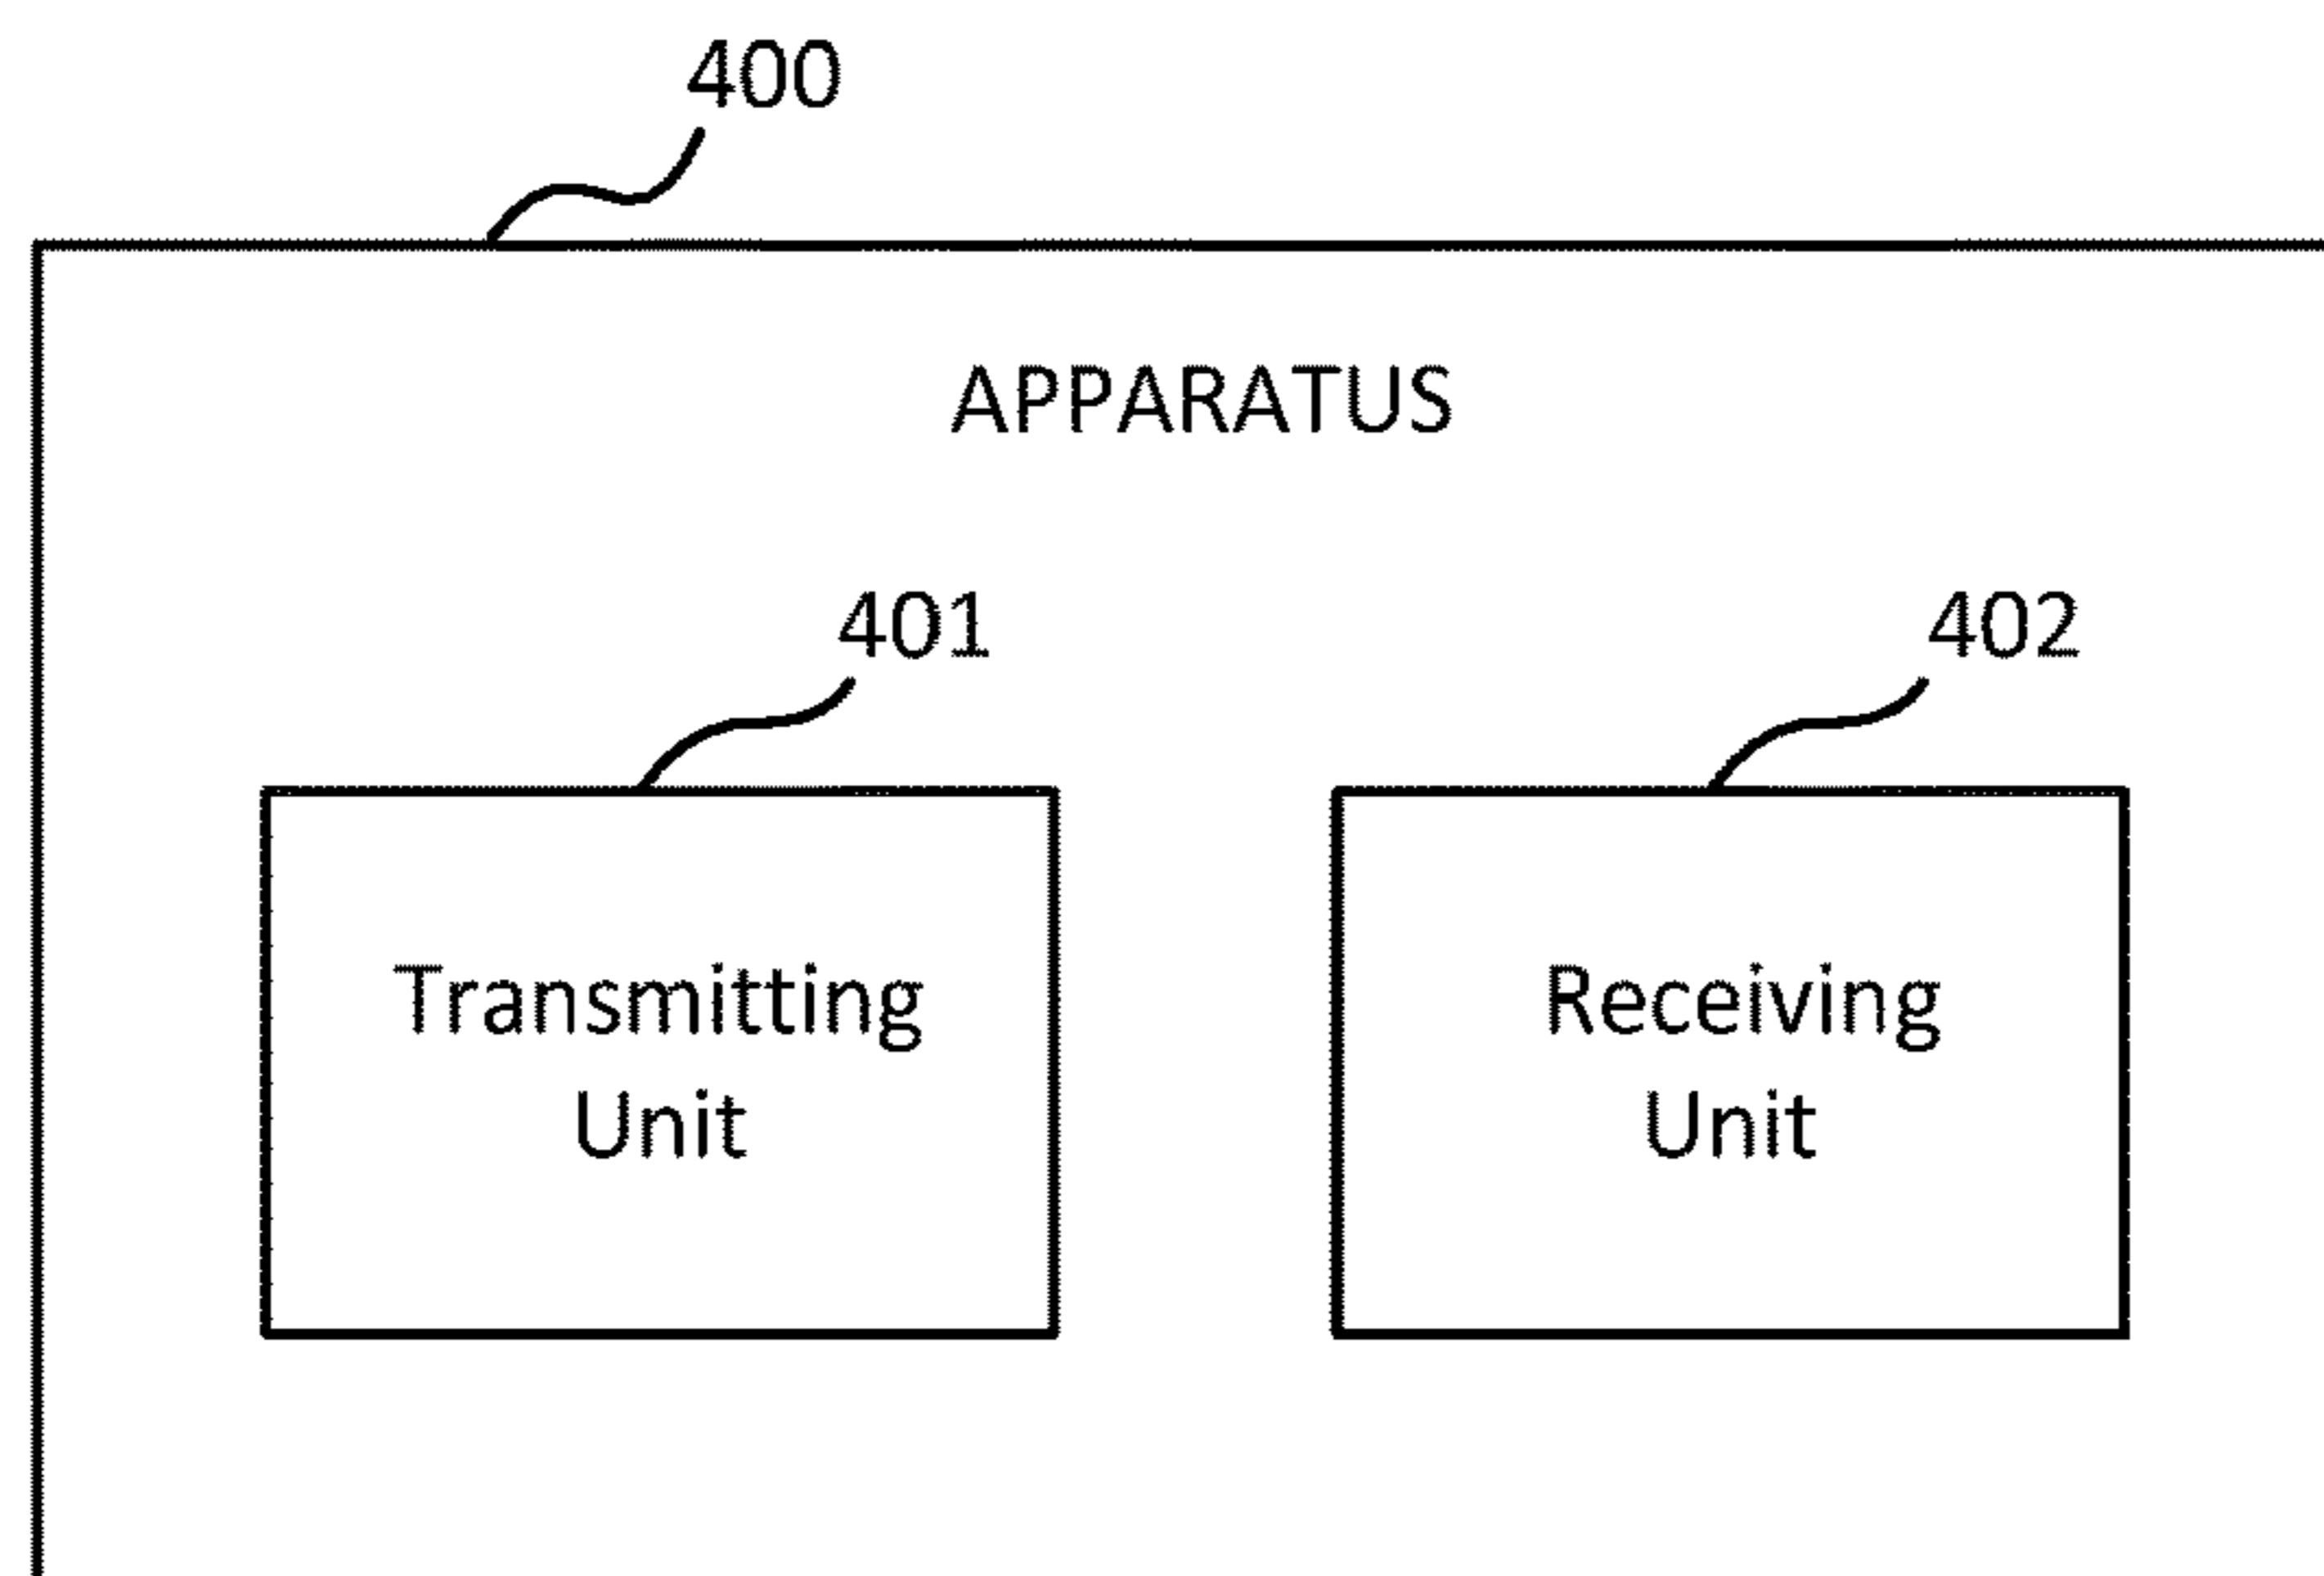 400
APPARATUS
401
402
Transmitting
Unit
Receiving
Unit